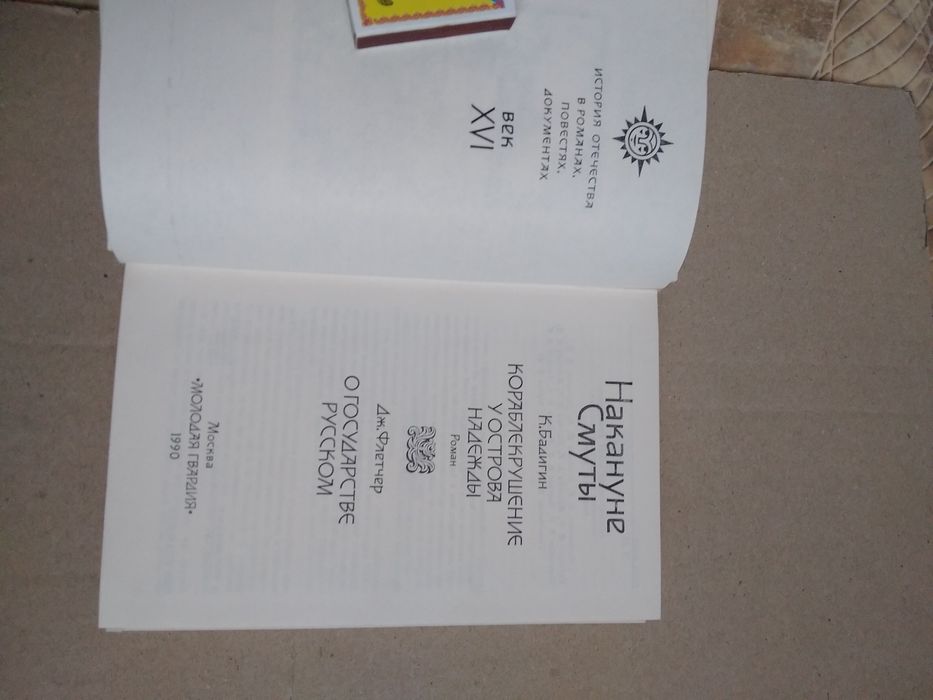 ИСТОРИЯ ОТЕЧЕСТВА
В РОМАНАХ,
ПОВЕСТЯХ,
ДОКУМЕНТАХ
век
XVI
Накануне
Смуты
К.Бадигин
КОРАБЛЕКРУШЕНИЕ
У ОСТРОВА
НАДЕЖДЫ
Роман
Дж.Флетчер
О ГОСУДАРСТВЕ
РУССКОМ
Москва
•МОЛОДАЯ ГВАРДИЯ•
1990